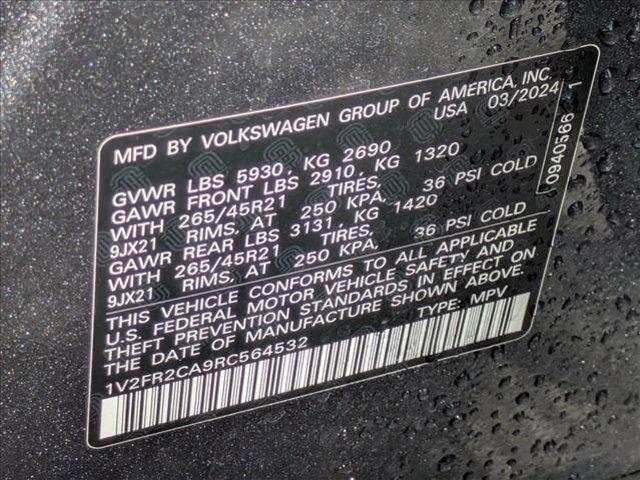 MFD BY VOLKSWAGEN GROUP OF AMERICA, INC.
USA 03/2024
GVWR LBS 5930, KG 2690
GAWR FRONT LBS 2910, KG 1320
WITH 265/45R21 TIRES, 36 PSI COLD
9JX21 RIMS, AT 250 KPA,
GAWR REAR LBS 3131, KG 1420
WITH 265/45R21 TIRES, 36 PSI COLD
9JX21 RIMS, AT 250 KPA,
THIS VEHICLE CONFORMS TO ALL APPLICABLE
U.S. FEDERAL MOTOR VEHICLE SAFETY AND
THEFT PREVENTION STANDARDS IN EFFECT ON
THE DATE OF MANUFACTURE SHOWN ABOVE.
1V2FR2CA9RC564532 TYPE: MPV
0940566 1